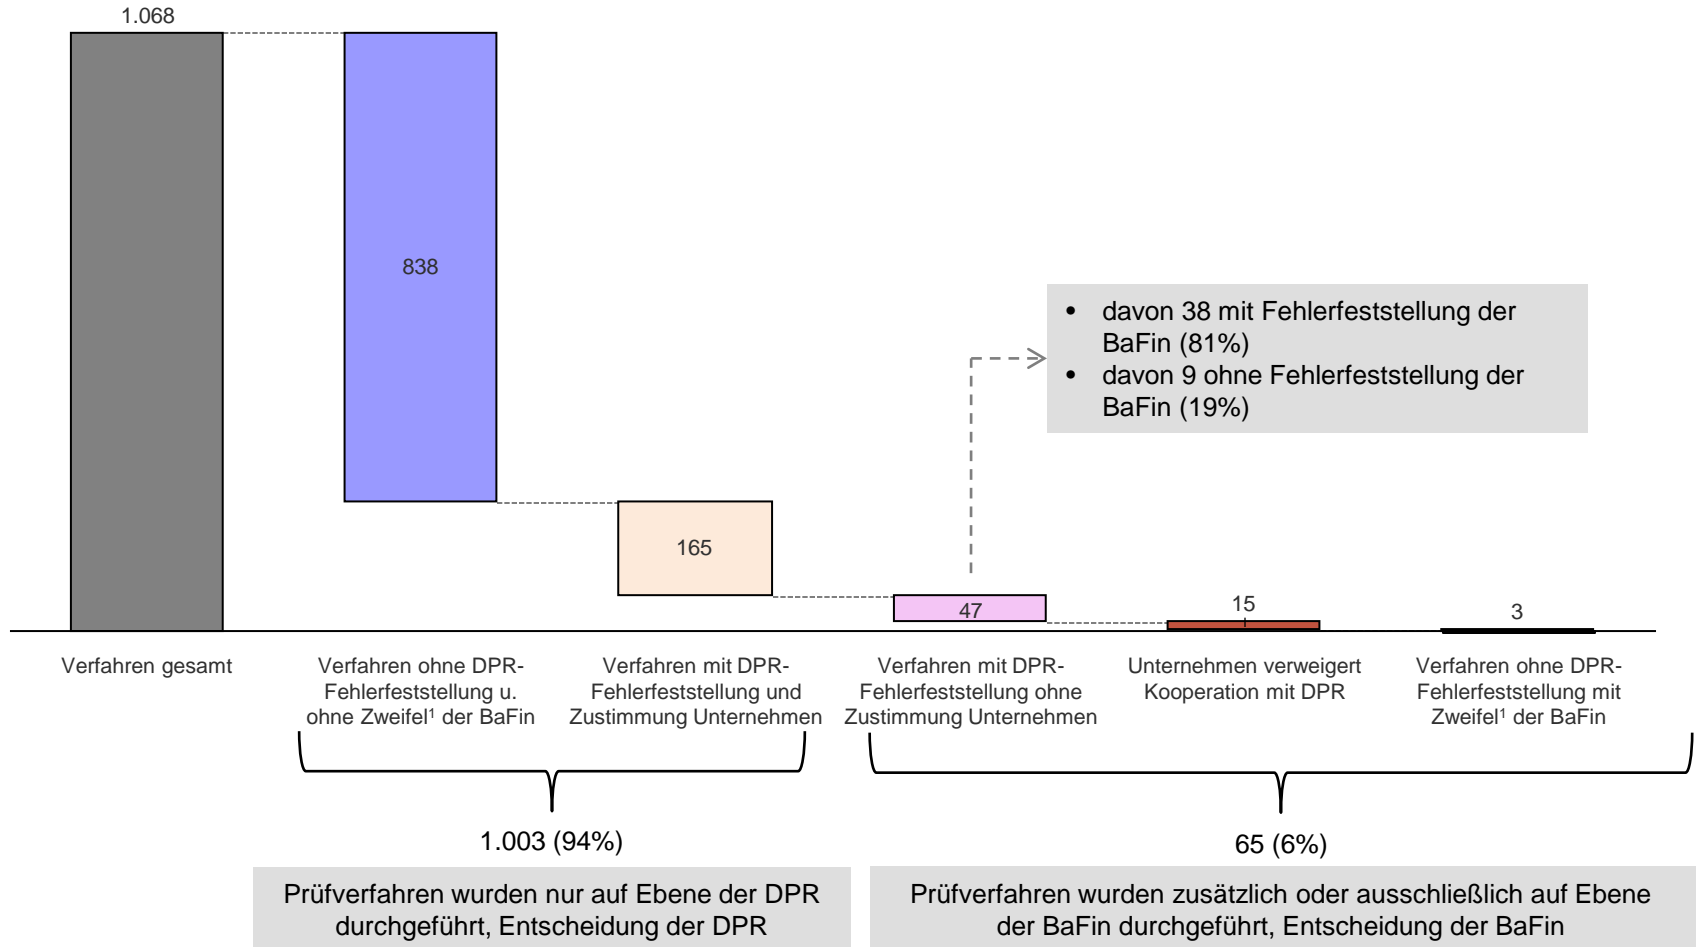 1.068
838
• davon 38 mit Fehlerfeststellung der
BaFin (81%)
• davon 9 ohne Fehlerfeststellung der
BaFin (19%)
165
47
15
3
Verfahren gesamt
Verfahren ohne DPR-
Fehlerfeststellung u.
ohne Zweifel¹ der BaFin
Verfahren mit DPR-
Fehlerfeststellung und
Zustimmung Unternehmen
Verfahren mit DPR-
Fehlerfeststellung ohne
Zustimmung Unternehmen
Unternehmen verweigert
Kooperation mit DPR
Verfahren ohne DPR-
Fehlerfeststellung mit
Zweifel¹ der BaFin
1.003 (94%)
65 (6%)
Prüfverfahren wurden nur auf Ebene der DPR
durchgeführt, Entscheidung der DPR
Prüfverfahren wurden zusätzlich oder ausschließlich auf Ebene
der BaFin durchgeführt, Entscheidung der BaFin